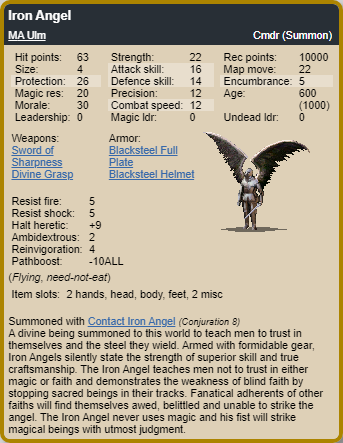 Iron Angel
MA Ulm Cmdr (Summon)
Hit points: 63 Strength: 22 Rec points: 10000
Size: 4 Attack skill: 16 Map move: 22
Protection: 26 Defence skill: 14 Encumbrance: 5
Magic res: 20 Precision: 12 Age: 600
Morale: 30 Combat speed: 12 (1000)
Leadership: 0 Magic ldr: 0 Undead ldr: 0
Weapons: Armor:
Sword of Blacksteel Full
Sharpness Plate
Divine Grasp Blacksteel Helmet
Resist fire: 5
Resist shock: 5
Halt heretic: +9
Ambidextrous: 2
Reinvigoration: 4
Pathboost: -10ALL
(Flying, need-not-eat)
Item slots: 2 hands, head, body, feet, 2 misc
Summoned with Contact Iron Angel (Conjuration 8)
A divine being summoned to this world to teach men to trust in
themselves and the steel they wield. Armed with formidable gear,
Iron Angels silently state the strength of superior skill and true
craftsmanship. The Iron Angel teaches men not to trust in either
magic or faith and demonstrates the weakness of blind faith by
stopping sacred beings in their tracks. Fanatical adherents of other
faiths will find themselves awed, belittled and unable to strike the
angel. The Iron Angel never uses magic and his fist will strike
magical beings with utmost judgment.